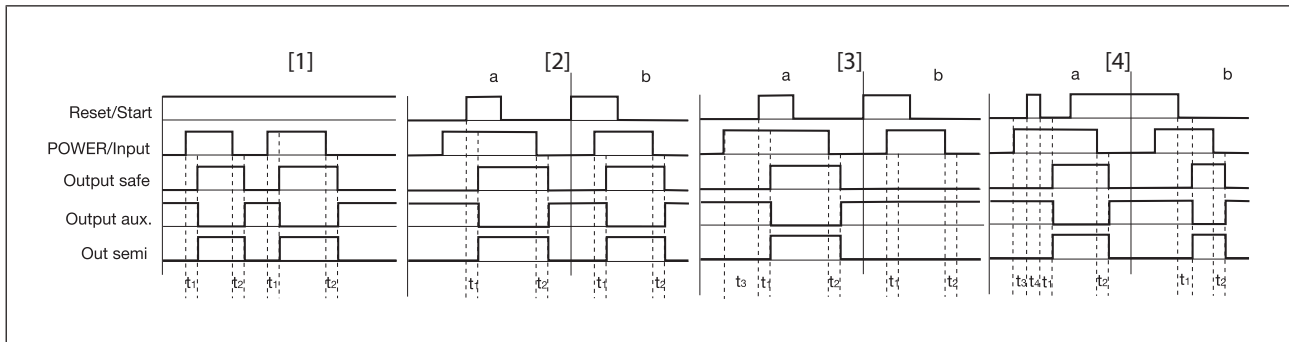 [1] [2] [3] [4]
a b a b a b
Reset/Start
POWER/Input
Output safe
Output aux.
Out semi
t1 t2 t1 t2 t1 t2 t1 t2 t3 t1 t2 t1 t2 t3 t4 t1 t2 t1 t2